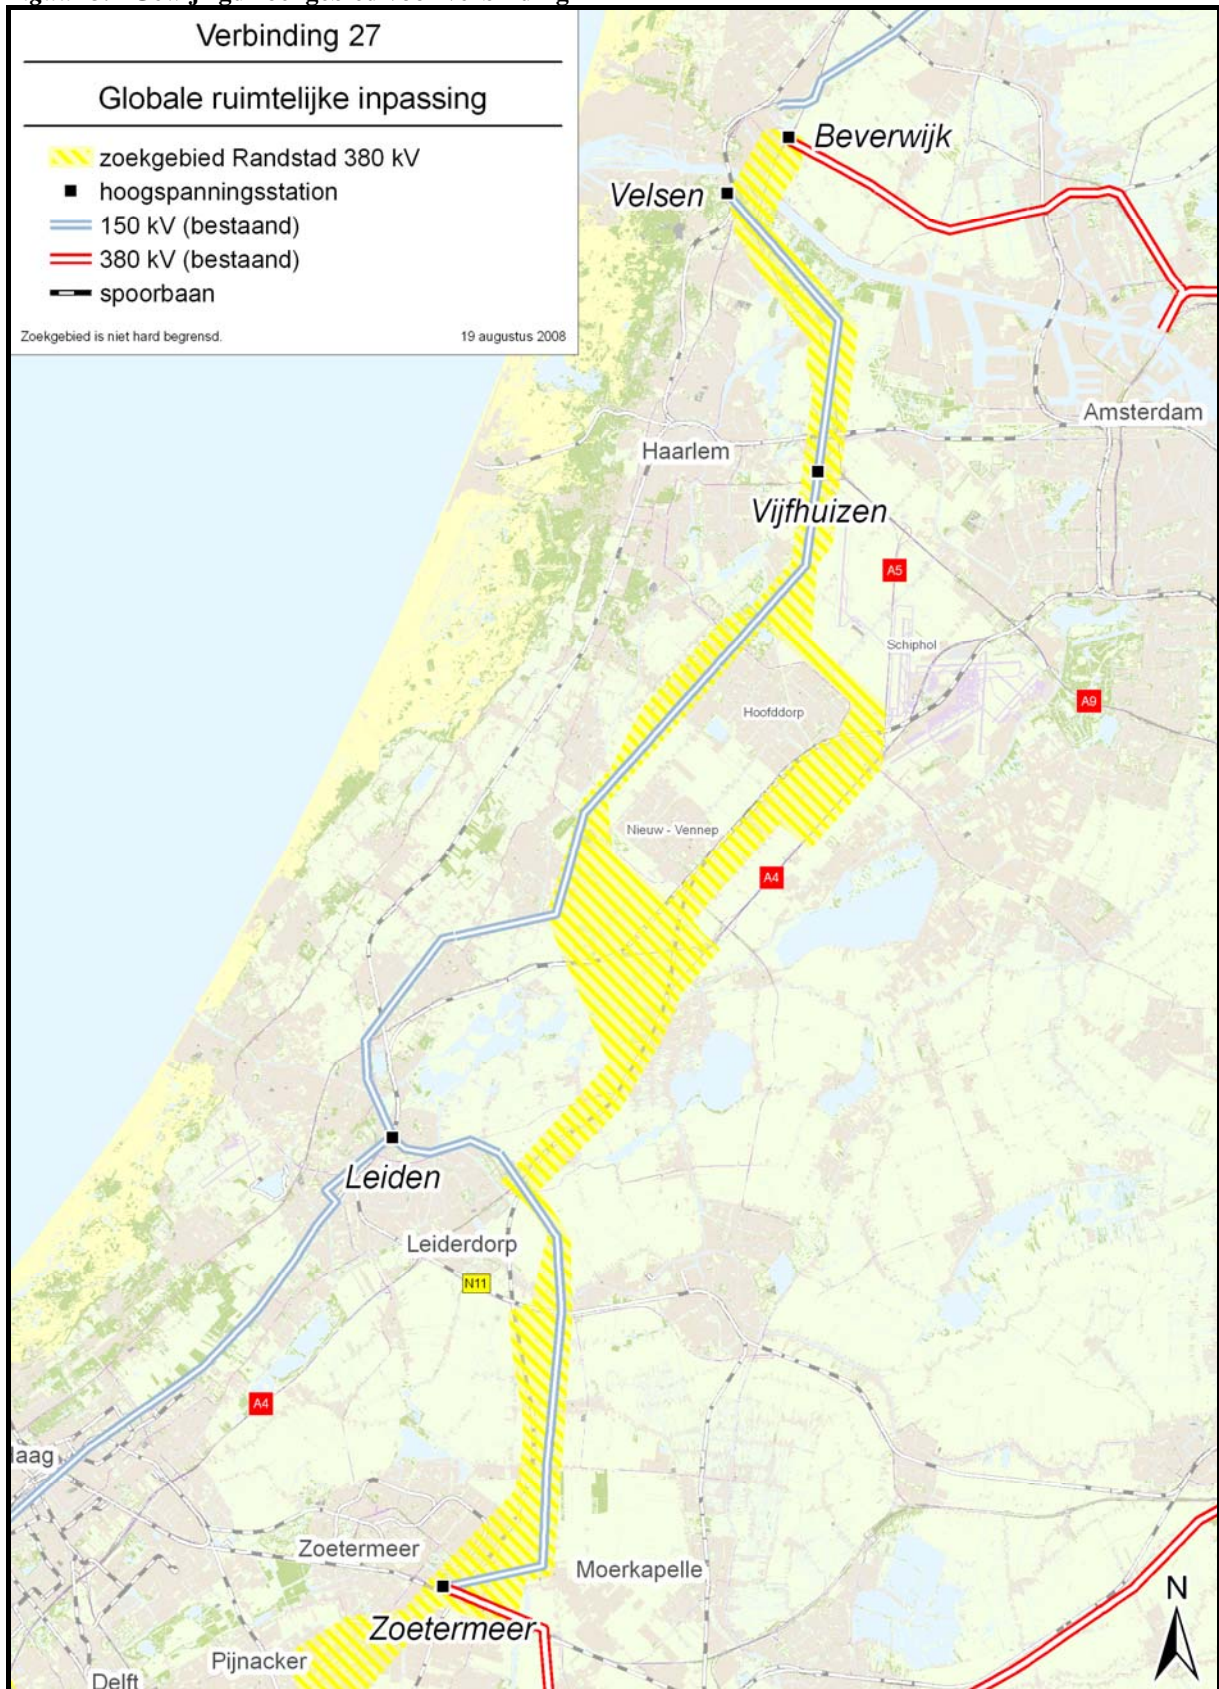 Verbinding 27
Globale ruimtelijke inpassing
zoekgebied Randstad 380 kV
hoogspanningsstation
150 kV (bestaand)
380 kV (bestaand)
spoorbaan
Zoekgebied is niet hard begrensd. 19 augustus 2008
Beverwijk
Velsen
Amsterdam
Haarlem
Vijfhuizen
A5
Schiphol
A9
Hoofddorp
Nieuw - Vennep
A4
Leiden
Leiderdorp
N11
A4
laag
Zoetermeer
Moerkapelle
N
Zoetermeer
Pijnacker
Delft